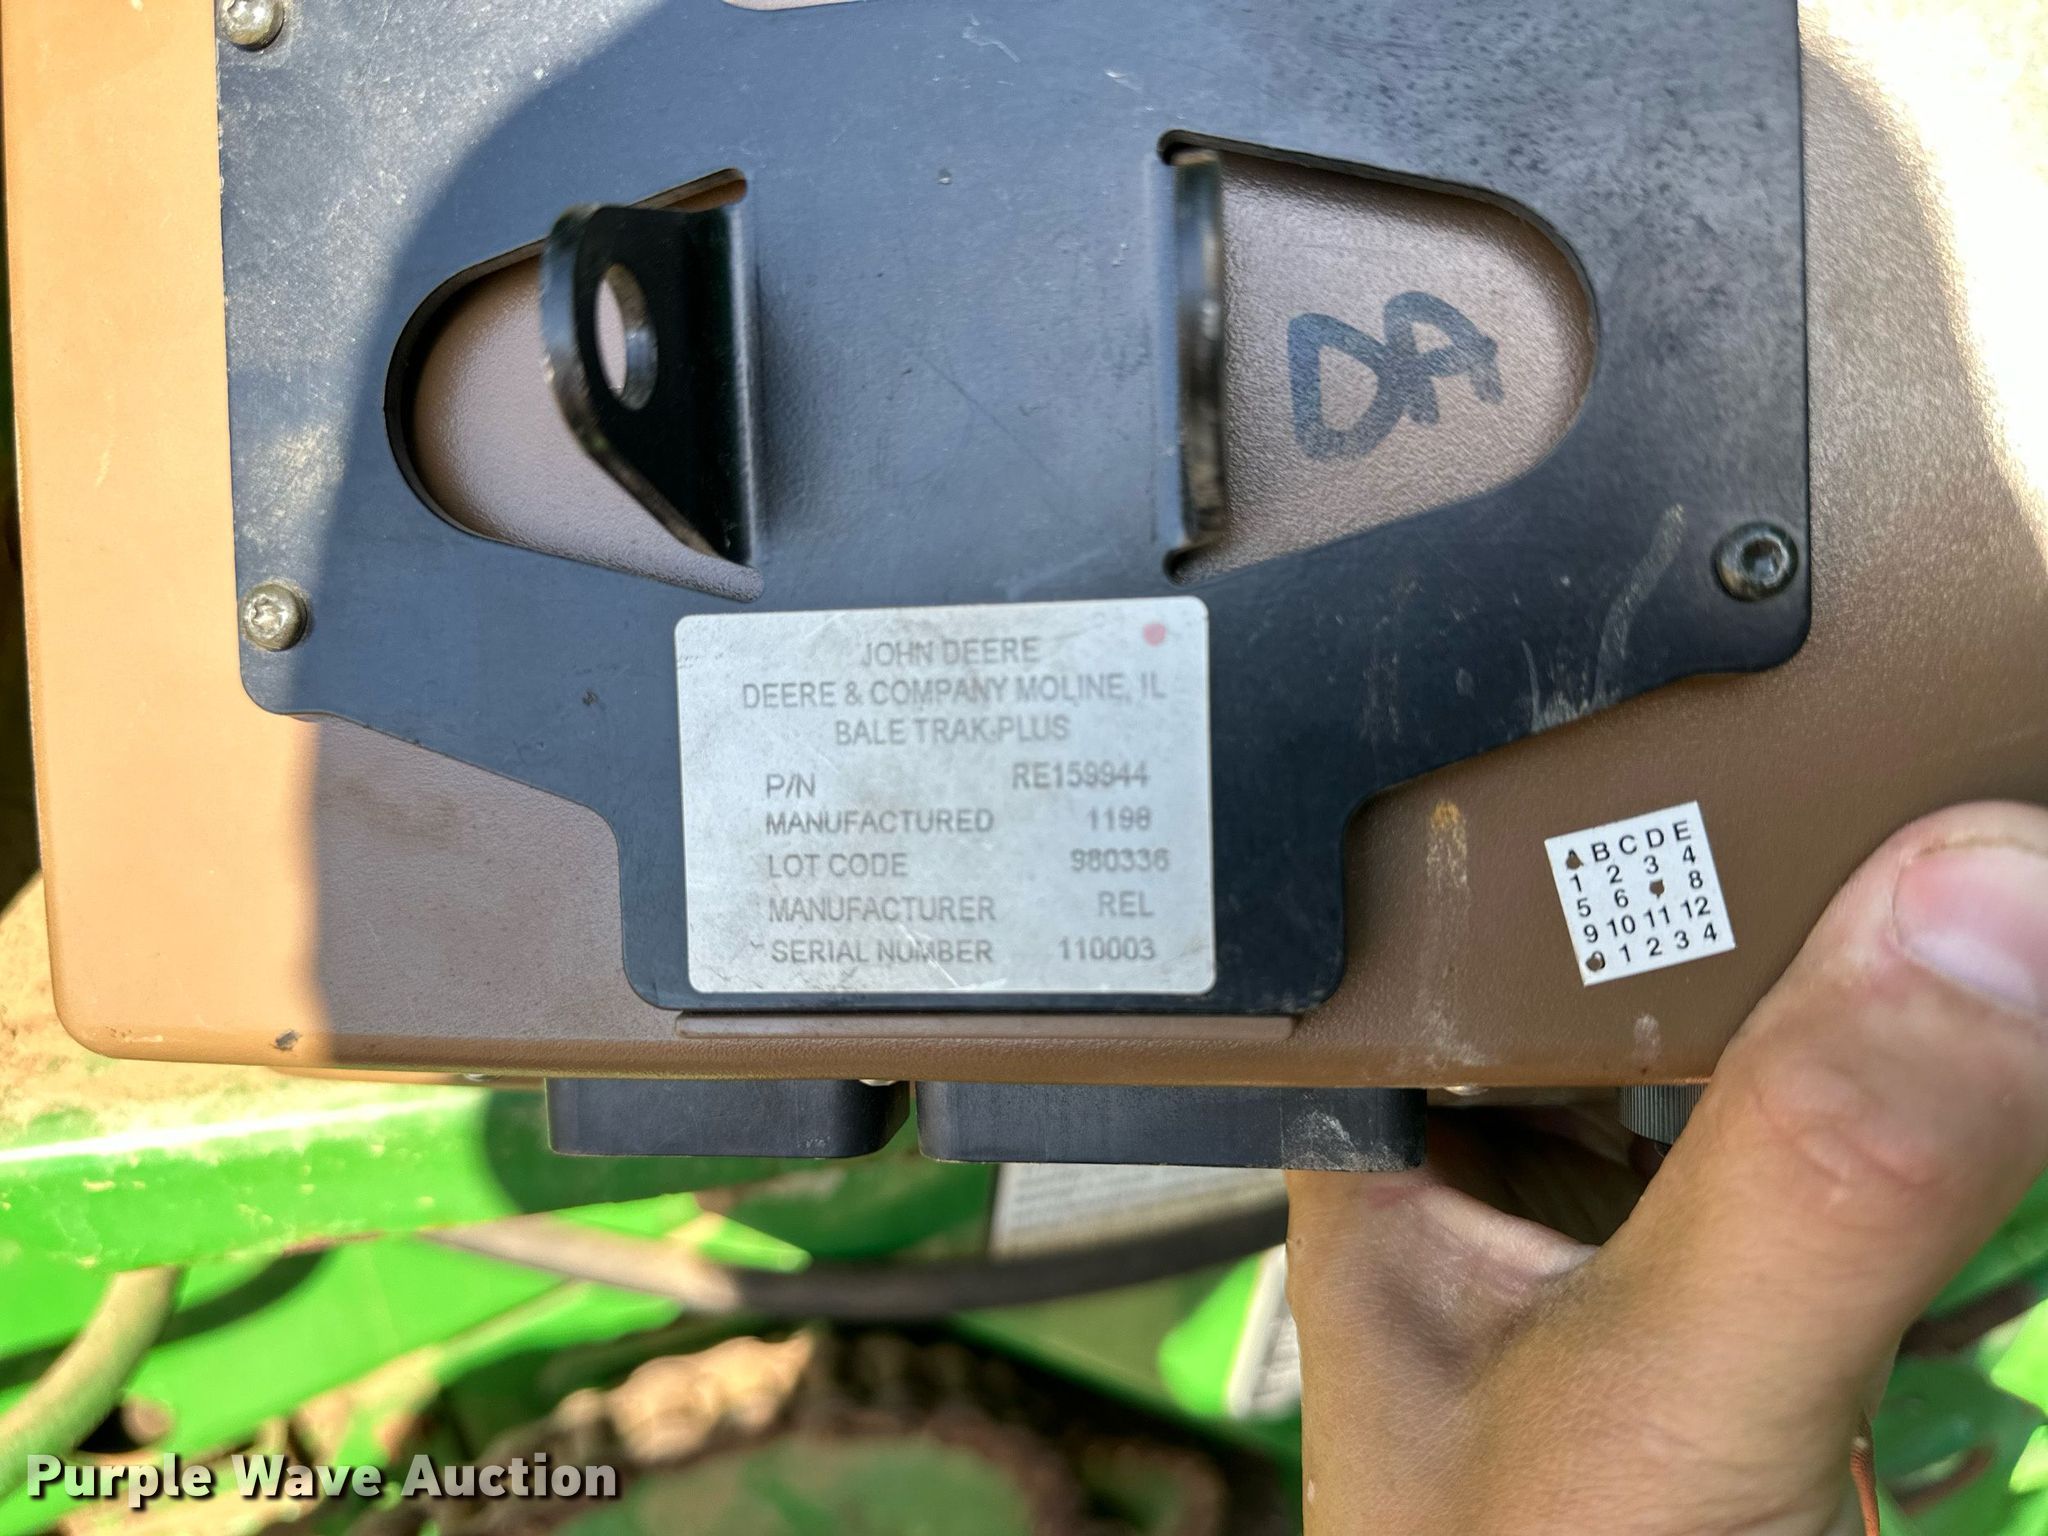 DA
JOHN DEERE
DEERE & COMPANY MOLINE, IL
BALE TRAK-PLUS
P/N RE159944
MANUFACTURED 1198
LOT CODE 980336
MANUFACTURER REL
SERIAL NUMBER 110003
A B C D E
1 2 3 4
5 6 8
9 10 11 12
0 1 2 3 4
Purple Wave Auction